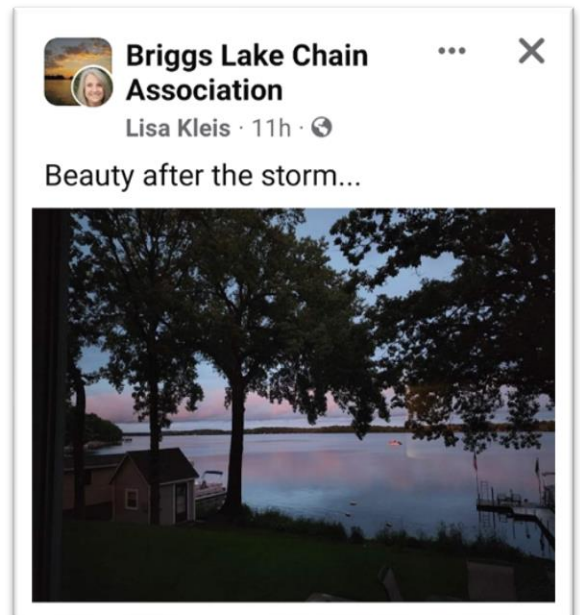 Briggs Lake Chain
Association
Lisa Kleis · 11h ·
Beauty after the storm...